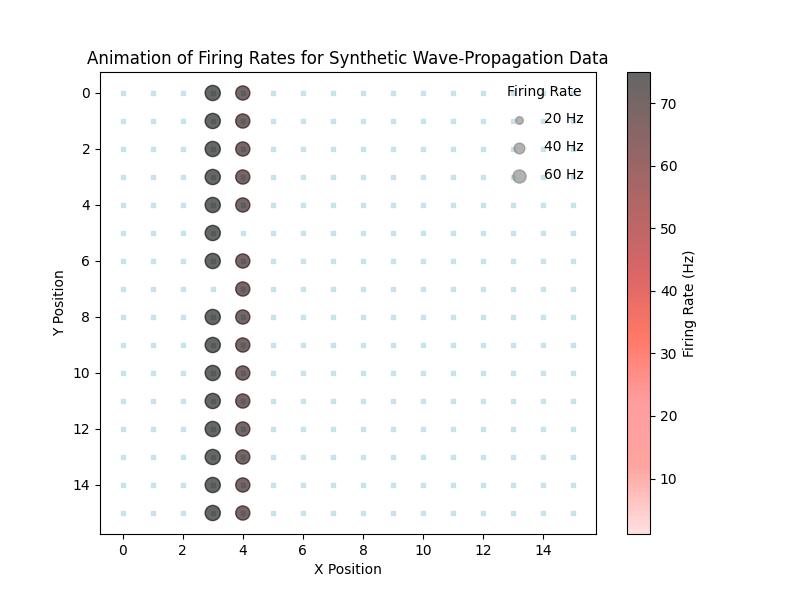 Animation of Firing Rates for Synthetic Wave-Propagation Data
Firing Rate
20 Hz
40 Hz
60 Hz
0
2
4
6
8
10
12
14
Y Position
0 2 4 6 8 10 12 14
X Position
70
60
50
40
30
20
10
Firing Rate (Hz)